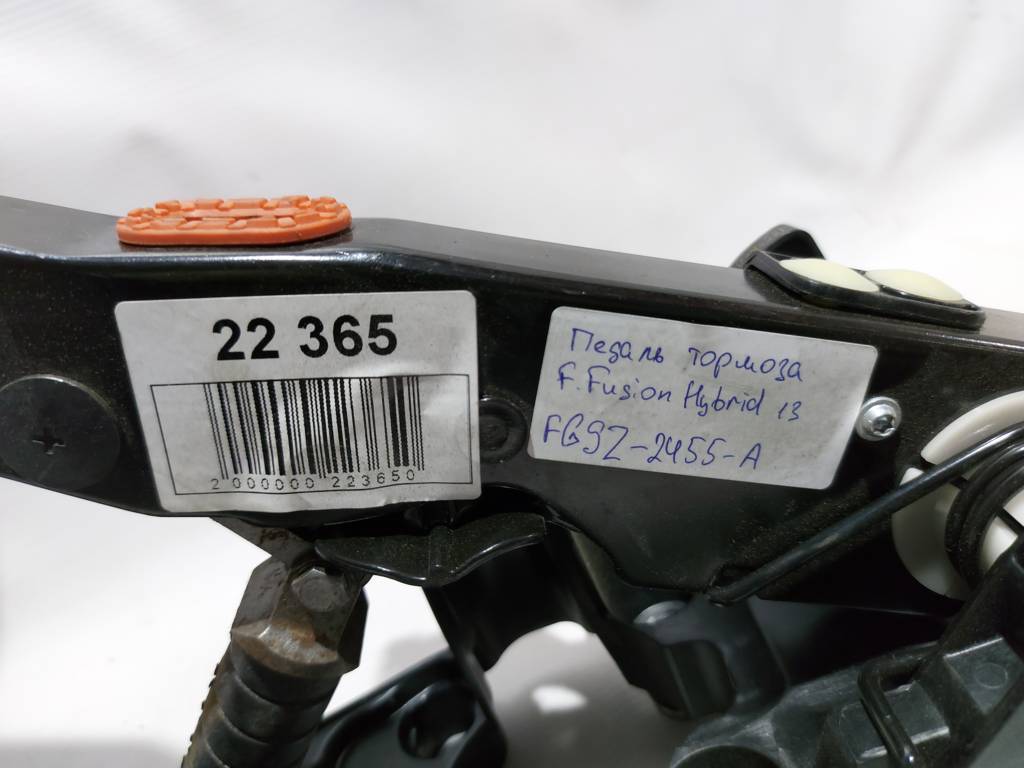 22 365
2 000000 223650
Педаль тормоза
F. Fusion Hybrid 13
FG9Z-2455-A